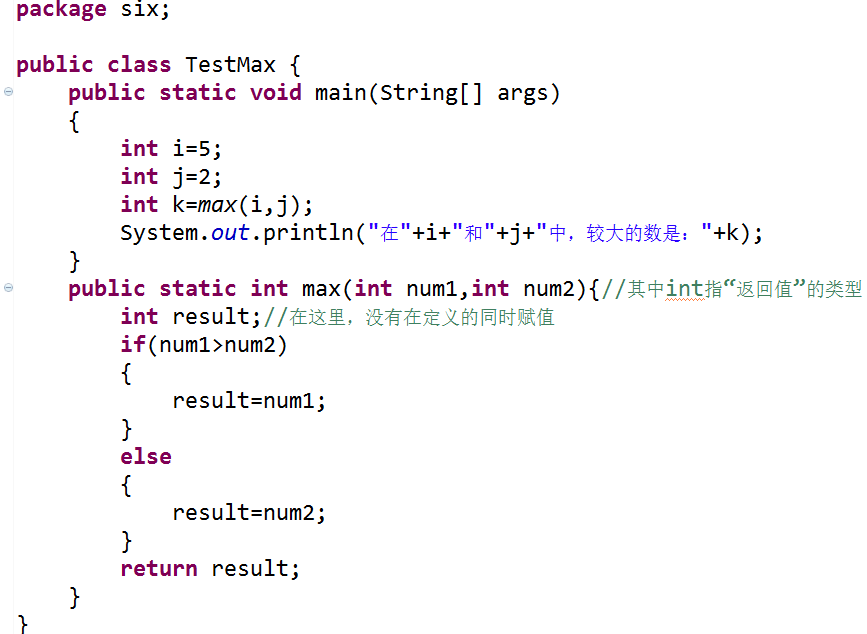 package six;
public class TestMax {
public static void main(String[] args)
{
int i=5;
int j=2;
int k=max(i,j);
System.out.println("在"+i+"和"+j+"中，较大的数是："+k);
}
public static int max(int num1,int num2){//其中int指“返回值”的类型
int result;//在这里，没有在定义的同时赋值
if(num1>num2)
{
result=num1;
}
else
{
result=num2;
}
return result;
}
}